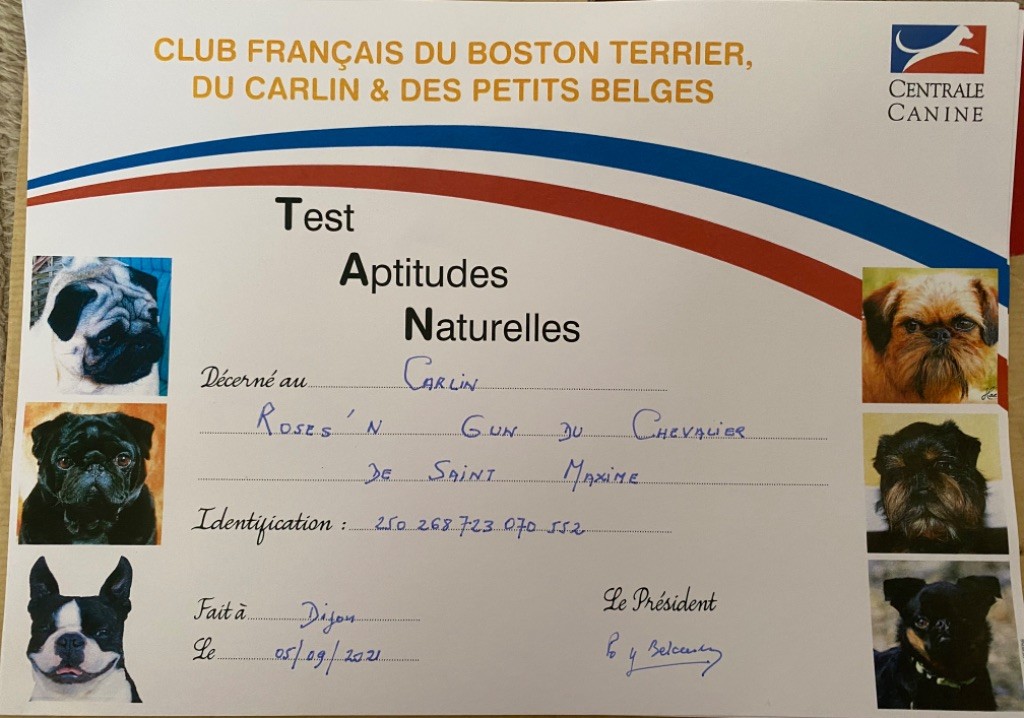 CLUB FRANÇAIS DU BOSTON TERRIER,
DU CARLIN & DES PETITS BELGES
CENTRALE
CANINE
Test
Aptitudes
Naturelles
Décerné au Carlin
Roses'n Gun du Chevalier
de Saint Maxime
Identification : 250 268 723 070 552
Fait à Dijon
Le 05/09/2021
Le Président